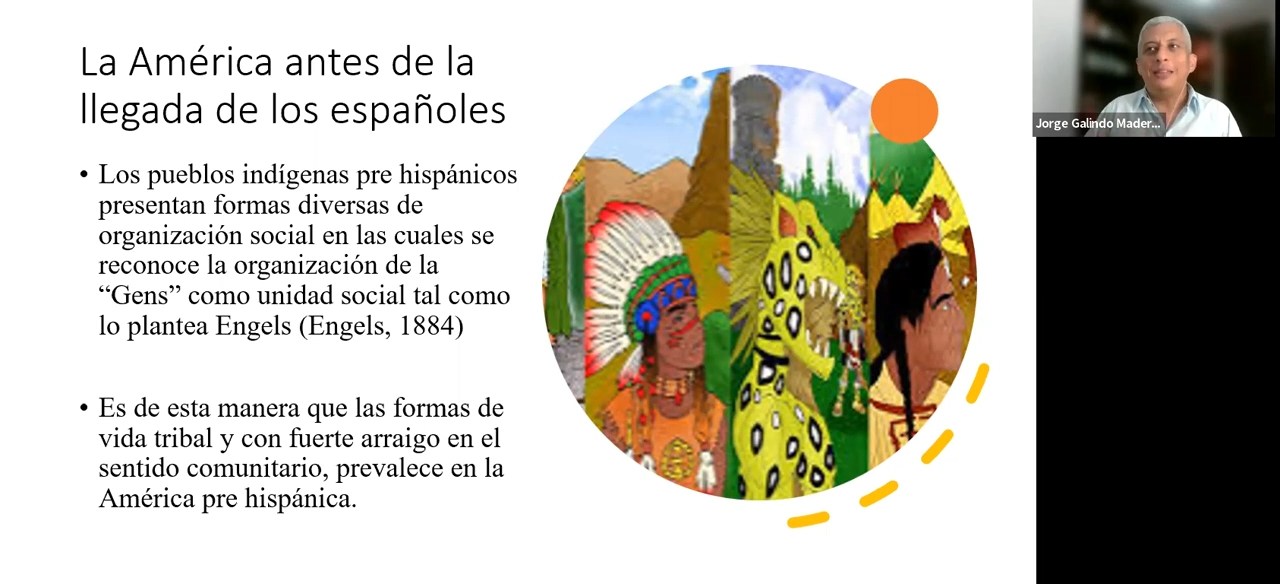 La América antes de la
llegada de los españoles
• Los pueblos indígenas pre hispánicos
presentan formas diversas de
organización social en las cuales se
reconoce la organización de la
“Gens” como unidad social tal como
lo plantea Engels (Engels, 1884)
• Es de esta manera que las formas de
vida tribal y con fuerte arraigo en el
sentido comunitario, prevalece en la
América pre hispánica.
Jorge Galindo Mader...